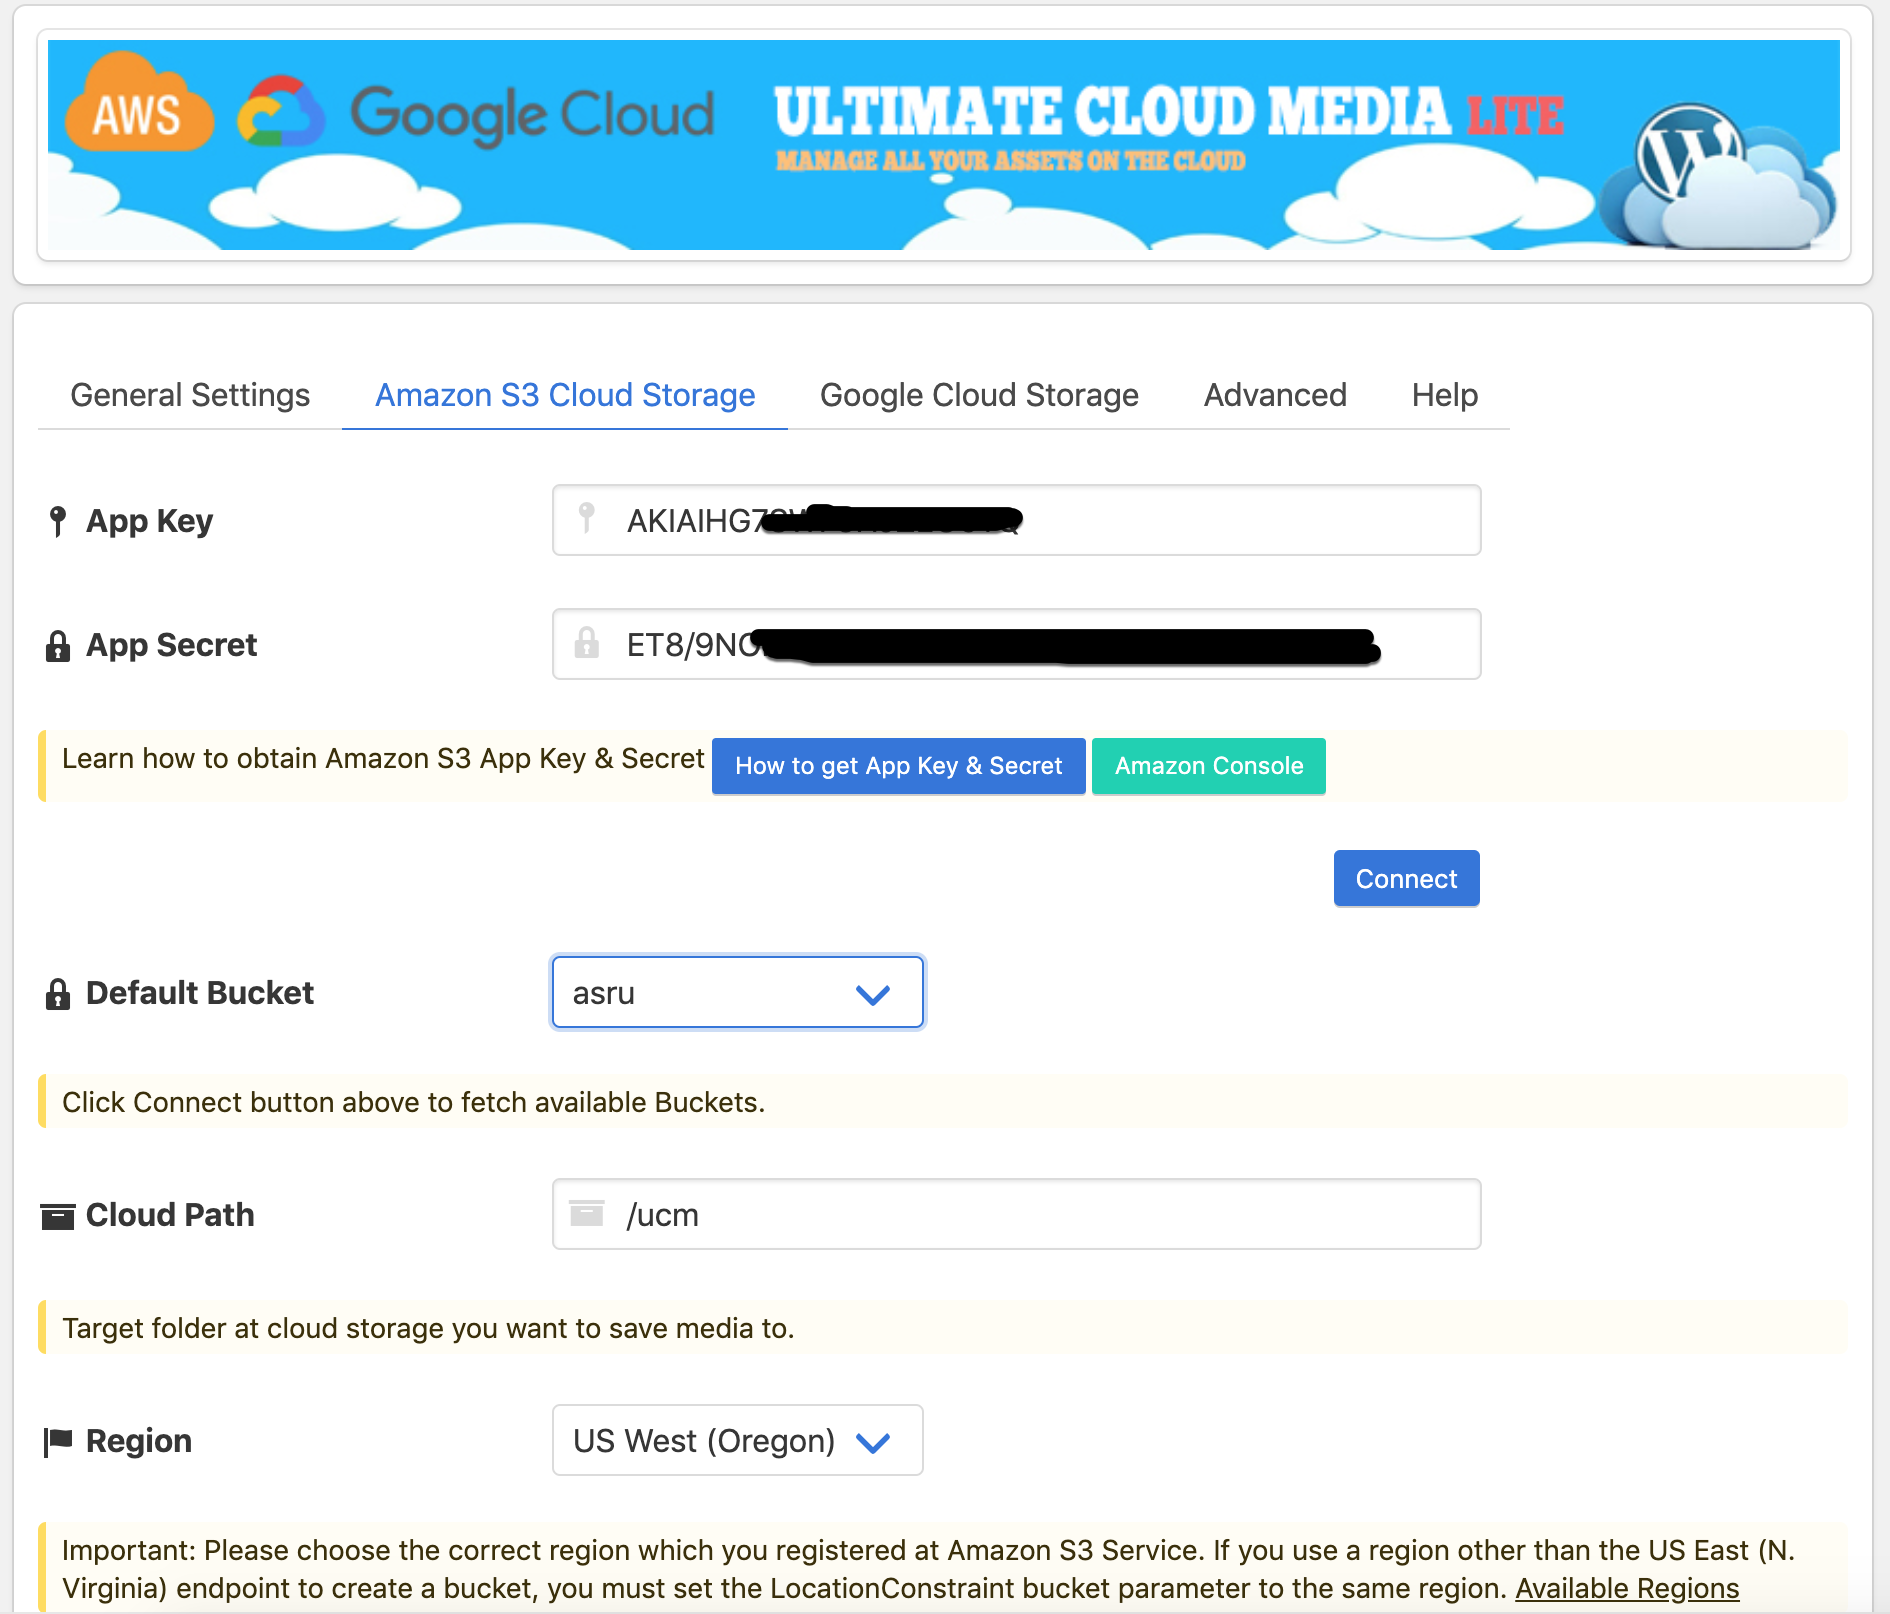 AWS Google Cloud ULTIMATE CLOUD MEDIA LITE
MANAGE ALL YOUR ASSETS ON THE CLOUD
General Settings Amazon S3 Cloud Storage Google Cloud Storage Advanced Help
App Key
App Secret
Learn how to obtain Amazon S3 App Key & Secret How to get App Key & Secret Amazon Console
Connect
Default Bucket asru
Click Connect button above to fetch available Buckets.
Cloud Path /ucm
Target folder at cloud storage you want to save media to.
Region US West (Oregon)
Important: Please choose the correct region which you registered at Amazon S3 Service. If you use a region other than the US East (N.
Virginia) endpoint to create a bucket, you must set the LocationConstraint bucket parameter to the same region. Available Regions